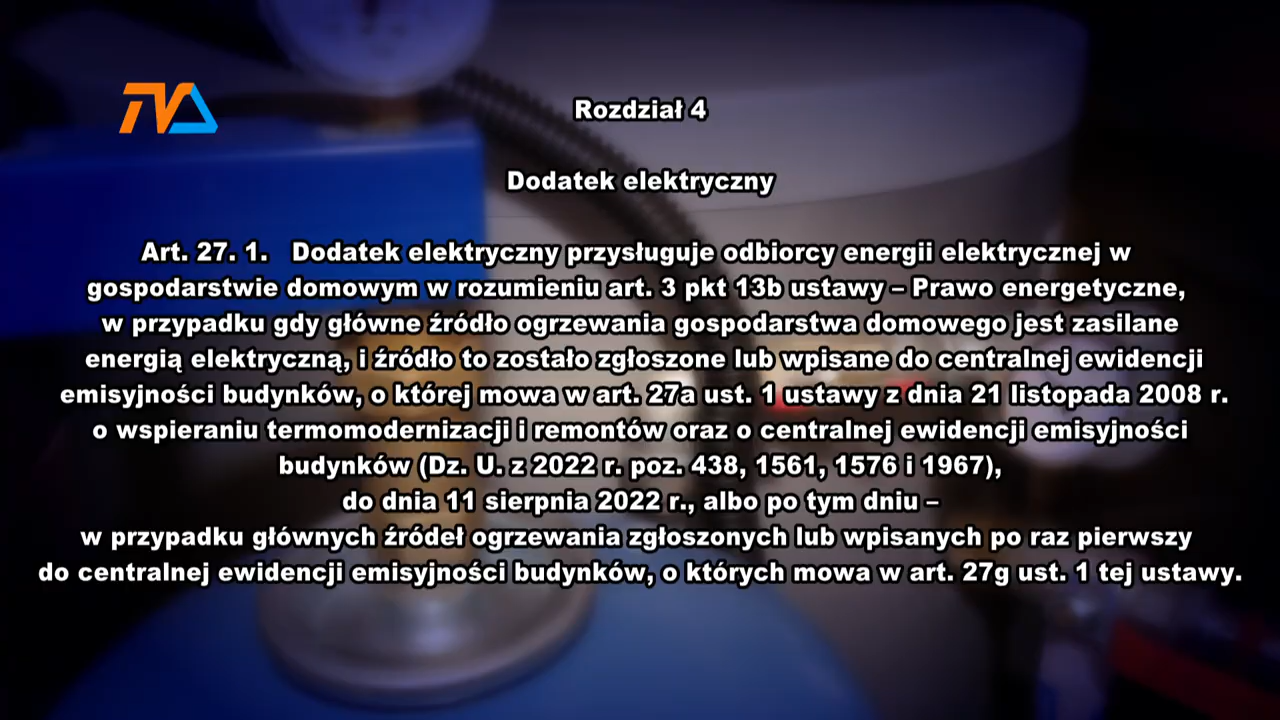 TVA
Rozdział 4
Dodatek elektryczny
Art. 27. 1. Dodatek elektryczny przysługuje odbiorcy energii elektrycznej w
gospodarstwie domowym w rozumieniu art. 3 pkt 13b ustawy – Prawo energetyczne,
w przypadku gdy główne źródło ogrzewania gospodarstwa domowego jest zasilane
energią elektryczną, i źródło to zostało zgłoszone lub wpisane do centralnej ewidencji
emisyjności budynków, o której mowa w art. 27a ust. 1 ustawy z dnia 21 listopada 2008 r.
o wspieraniu termomodernizacji i remontów oraz o centralnej ewidencji emisyjności
budynków (Dz. U. z 2022 r. poz. 438, 1561, 1576 i 1967),
do dnia 11 sierpnia 2022 r., albo po tym dniu –
w przypadku głównych źródeł ogrzewania zgłoszonych lub wpisanych po raz pierwszy
do centralnej ewidencji emisyjności budynków, o których mowa w art. 27g ust. 1 tej ustawy.